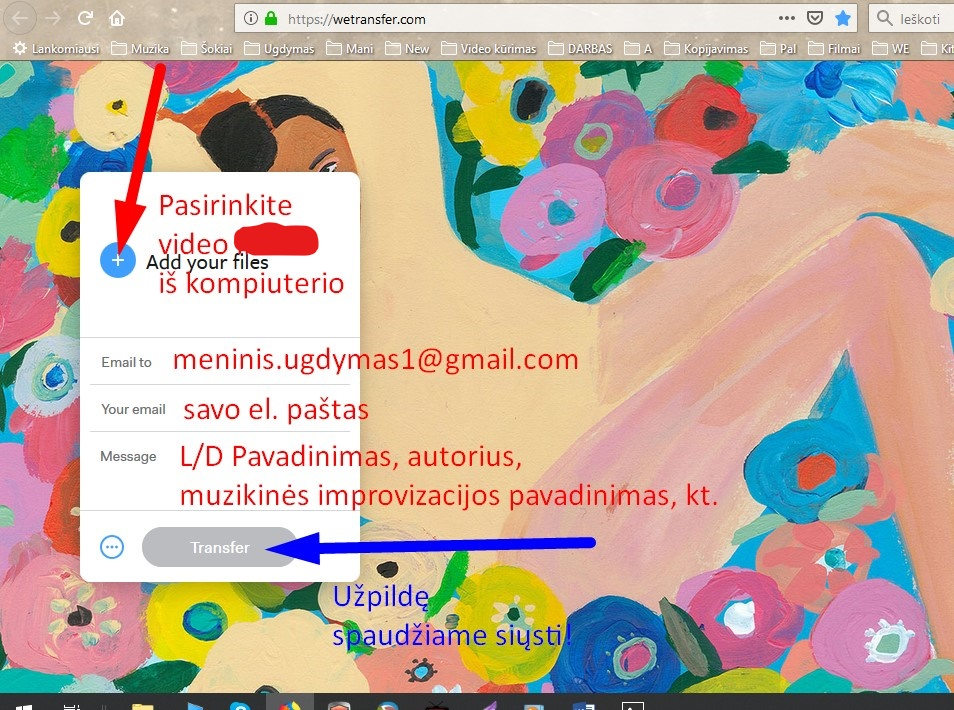 https://wetransfer.com
Ieškoti
Lankomiausi Muzika Šokiai Ugdymas Mani New Video kūrimas DARBAS A Kopijavimas Pal Filmai WE Kit
Pasirinkite
video
Add your files
iš kompiuterio
Email to meninis.ugdymas1@gmail.com
Your email savo el. paštas
Message L/D Pavadinimas, autorius,
muzikinės improvizacijos pavadinimas, kt.
Transfer
Užpildę
spaudžiame siųsti!